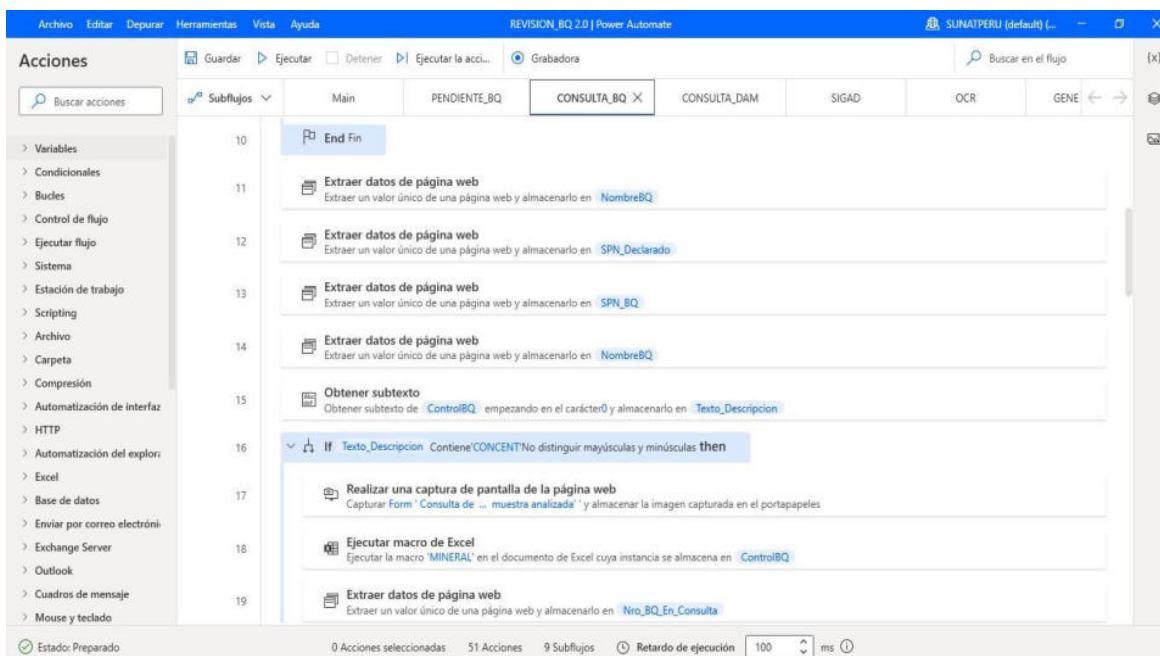 Archivo Editar Depurar Herramientas Vista Ayuda REVISION_BQ 2.0 | Power Automate SUNATPERU (default) (...
Acciones
Guardar Ejecutar Detener Ejecutar la acci... Grabadora Buscar en el flujo {x}
Buscar acciones
Subflujos Main PENDIENTE_BQ CONSULTA_BQ CONSULTA_DAM SIGAD OCR GENE
Variables
Condicionales
Bucles
Control de flujo
Ejecutar flujo
Sistema
Estación de trabajo
Scripting
Archivo
Carpeta
Compresión
Automatización de interfaz
HTTP
Automatización del explora
Excel
Base de datos
Enviar por correo electróni
Exchange Server
Outlook
Cuadros de mensaje
Mouse y teclado
10 End Fin
11 Extraer datos de página web
Extraer un valor único de una página web y almacenarlo en NombreBQ
12 Extraer datos de página web
Extraer un valor único de una página web y almacenarlo en SPN_Declarado
13 Extraer datos de página web
Extraer un valor único de una página web y almacenarlo en SPN_BQ
14 Extraer datos de página web
Extraer un valor único de una página web y almacenarlo en NombreBQ
15 Obtener subtexto
Obtener subtexto de ControlBQ empezando en el carácter0 y almacenarlo en Texto_Descripcion
16 If Texto_Descripcion Contiene'CONCENT'No distinguir mayúsculas y minúsculas then
17 Realizar una captura de pantalla de la página web
Capturar Form ' Consulta de ... muestra analizada' ' y almacenar la imagen capturada en el portapapeles
18 Ejecutar macro de Excel
Ejecutar la macro 'MINERAL' en el documento de Excel cuya instancia se almacena en ControlBQ
19 Extraer datos de página web
Extraer un valor único de una página web y almacenarlo en Nro_BQ_En_Consulta
Estado: Preparado 0 Acciones seleccionadas 51 Acciones 9 Subflujos Retardo de ejecución 100 ms